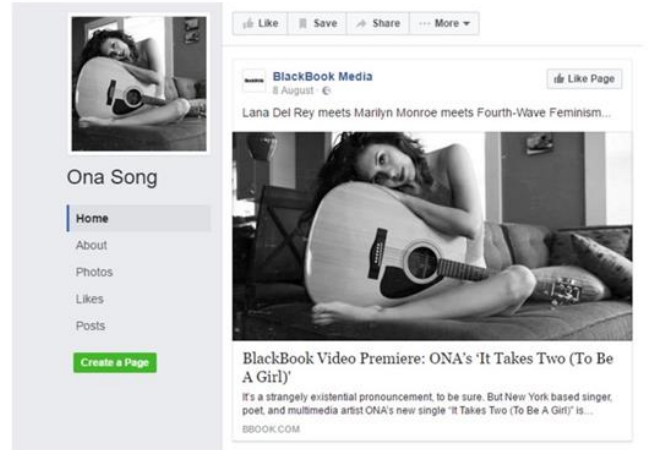 Like Save Share More
BlackBook Media
8 August
Like Page
Lana Del Rey meets Marilyn Monroe meets Fourth-Wave Feminism...
Ona Song
Home
About
Photos
Likes
Posts
Create a Page
BlackBook Video Premiere: ONA's 'It Takes Two (To Be
A Girl)'
It's a strangely existential pronouncement, to be sure. But New York based singer,
poet, and multimedia artist ONA's new single "It Takes Two (To Be A Girl)" is...
BBOOK.COM